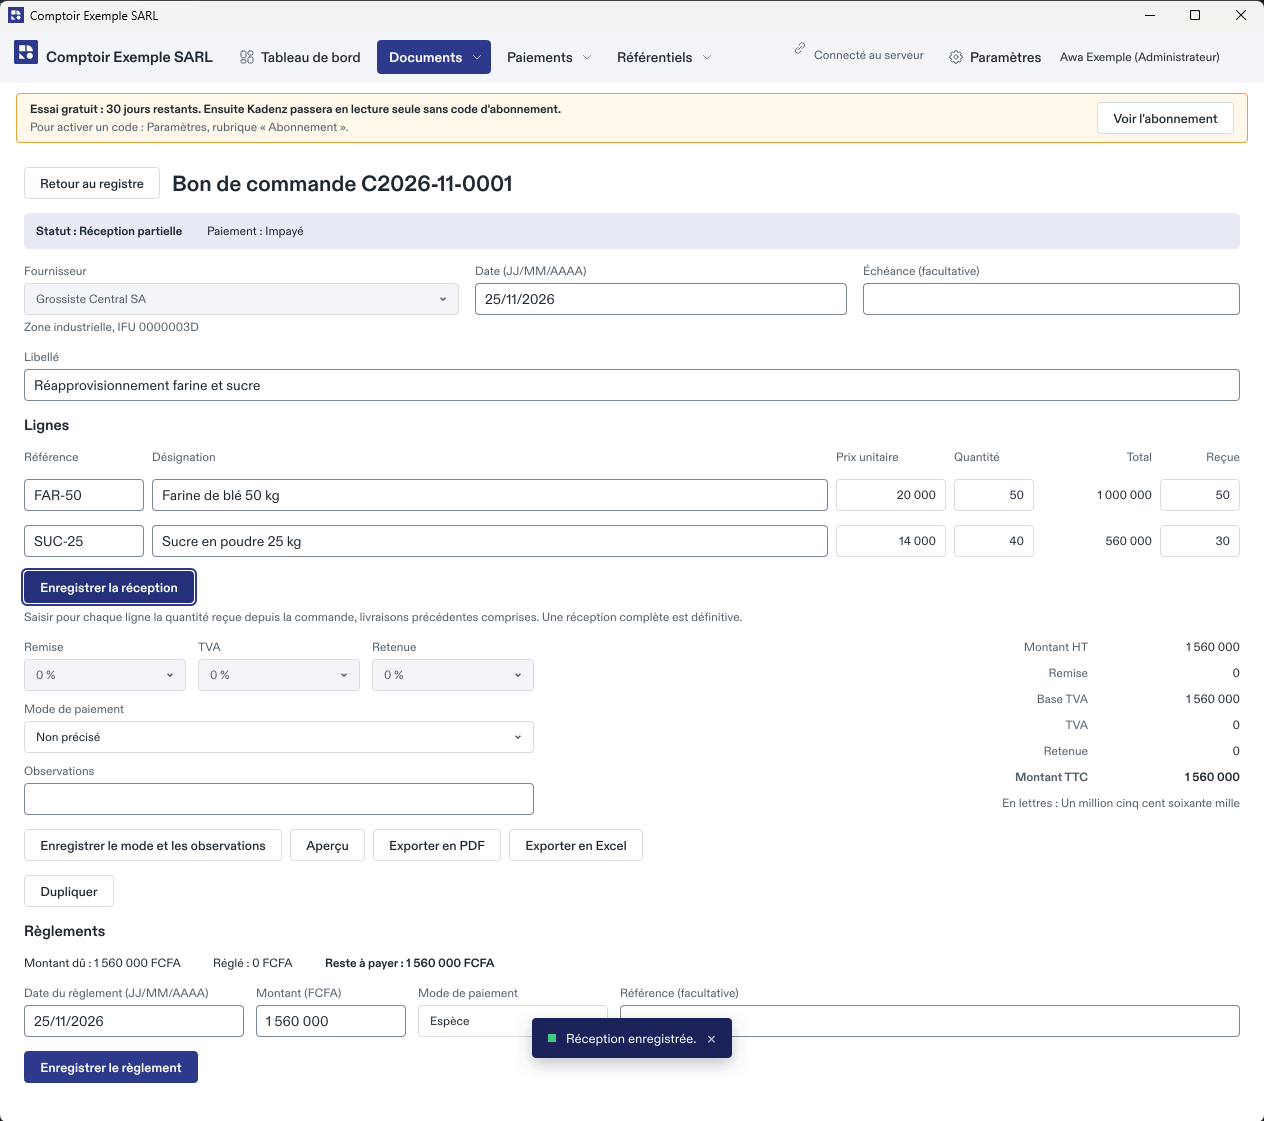 Comptoir Exemple SARL
Comptoir Exemple SARL
Tableau de bord
Documents
Paiements
Référentiels
Connecté au serveur
Paramètres
Awa Exemple (Administrateur)
Essai gratuit : 30 jours restants. Ensuite Kadenz passera en lecture seule sans code d'abonnement.
Pour activer un code : Paramètres, rubrique « Abonnement ».
Voir l'abonnement
Retour au registre
Bon de commande C2026-11-0001
Statut : Réception partielle
Paiement : Impayé
Fournisseur
Date (JJ/MM/AAAA)
Échéance (facultative)
Grossiste Central SA
25/11/2026
Zone industrielle, IFU 0000003D
Libellé
Réapprovisionnement farine et sucre
Lignes
Référence Désignation Prix unitaire Quantité Total Reçue
FAR-50 Farine de blé 50 kg 20 000 50 1 000 000 50
SUC-25 Sucre en poudre 25 kg 14 000 40 560 000 30
Enregistrer la réception
Saisir pour chaque ligne la quantité reçue depuis la commande, livraisons précédentes comprises. Une réception complète est définitive.
Remise TVA Retenue
0 % 0 % 0 %
Mode de paiement
Non précisé
Observations
Montant HT 1 560 000
Remise 0
Base TVA 1 560 000
TVA 0
Retenue 0
Montant TTC 1 560 000
En lettres : Un million cinq cent soixante mille
Enregistrer le mode et les observations
Aperçu
Exporter en PDF
Exporter en Excel
Dupliquer
Règlements
Montant dû : 1 560 000 FCFA Réglé : 0 FCFA Reste à payer : 1 560 000 FCFA
Date du règlement (JJ/MM/AAAA) Montant (FCFA) Mode de paiement Référence (facultative)
25/11/2026 1 560 000 Espèce
Réception enregistrée.
Enregistrer le règlement